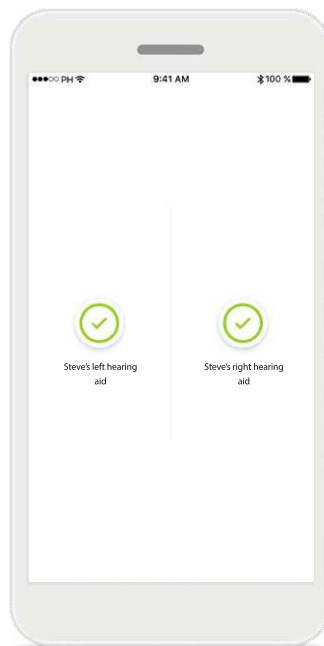 PH 9:41 AM 100 %
Steve's left hearing
aid
Steve's right hearing
aid